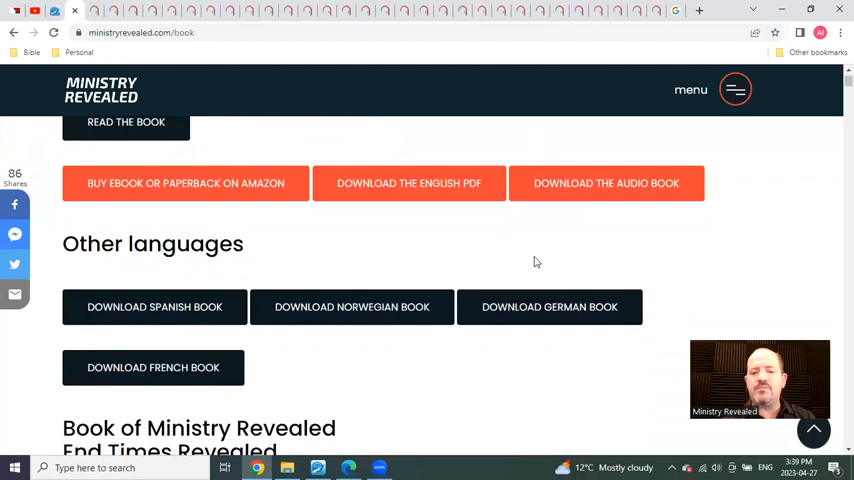 ministryrevealed.com/book
AI
Bible
Personal
Other bookmarks
MINISTRY
REVEALED
menu
READ THE BOOK
86
Shares
BUY EBOOK OR PAPERBACK ON AMAZON
DOWNLOAD THE ENGLISH PDF
DOWNLOAD THE AUDIO BOOK
Other languages
DOWNLOAD SPANISH BOOK
DOWNLOAD NORWEGIAN BOOK
DOWNLOAD GERMAN BOOK
DOWNLOAD FRENCH BOOK
Ministry Revealed
Book of Ministry Revealed
End Times Revealed
Type here to search
12°C Mostly cloudy
ENG
3:39 PM
2023-04-27
3